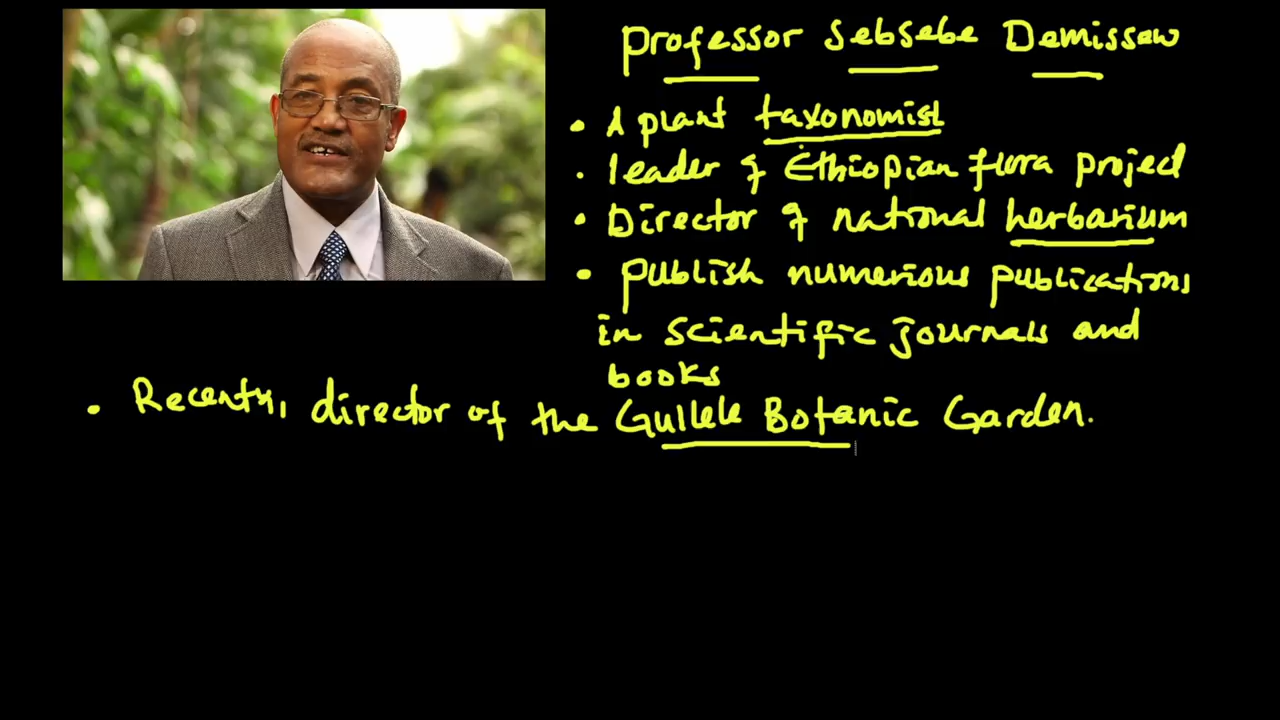 Professor Sebsebe Demissew
• A plant taxonomist
• leader of Ethiopian flora project
• Director of national herbarium
• Publish numerious publications
in scientific journals and
books
• Recently, director of the Gullele Botanic Garden.